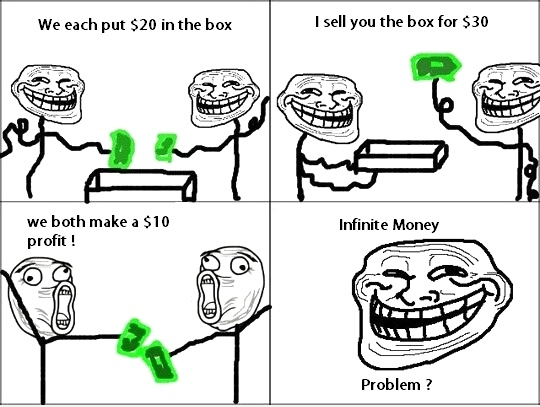 We each put $20 in the box
I sell you the box for $30
we both make a $10
profit !
Infinite Money
Problem ?